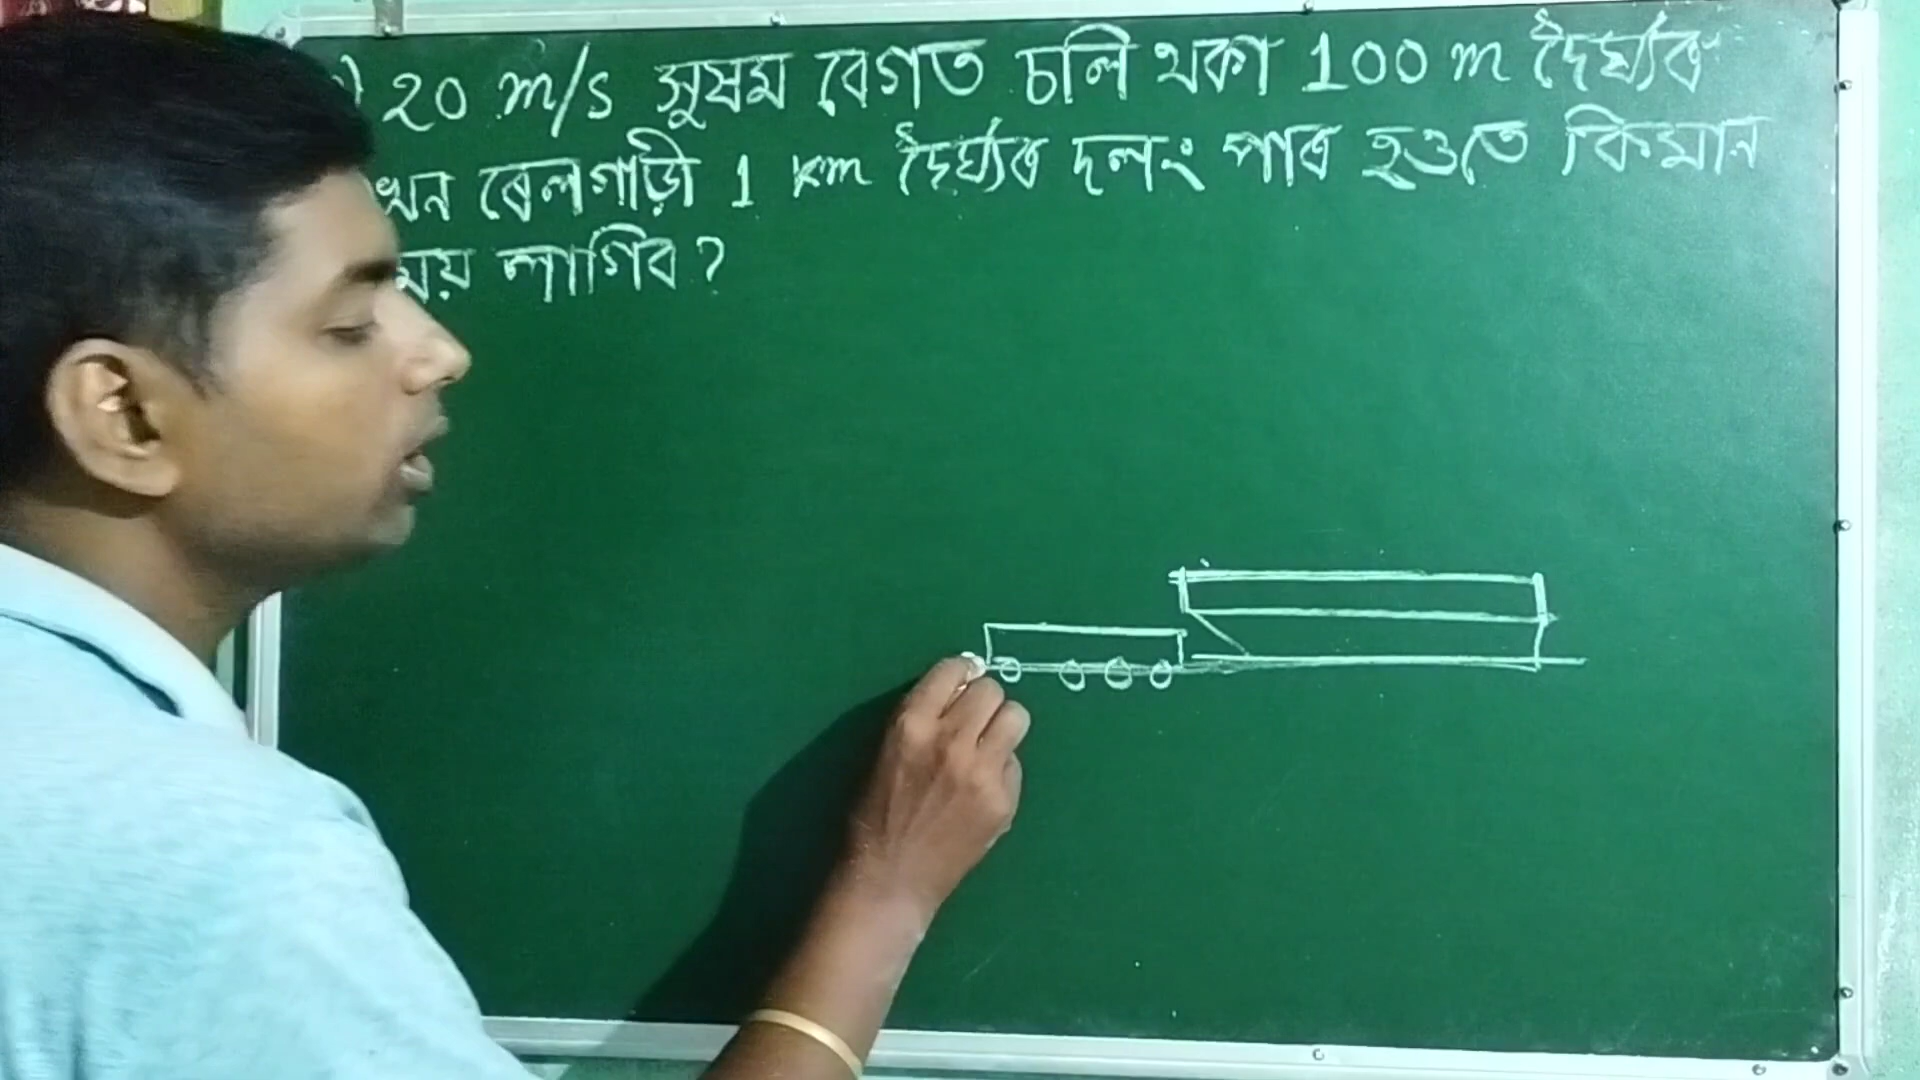 20 m/s সুষম বেগত চলি থকা 100 m দৈৰ্ঘ্যৰ
খন ৰেলগাড়ী 1 km দৈৰ্ঘ্যৰ দলং পাৰ হওতে কিমান
ময় লাগিব?